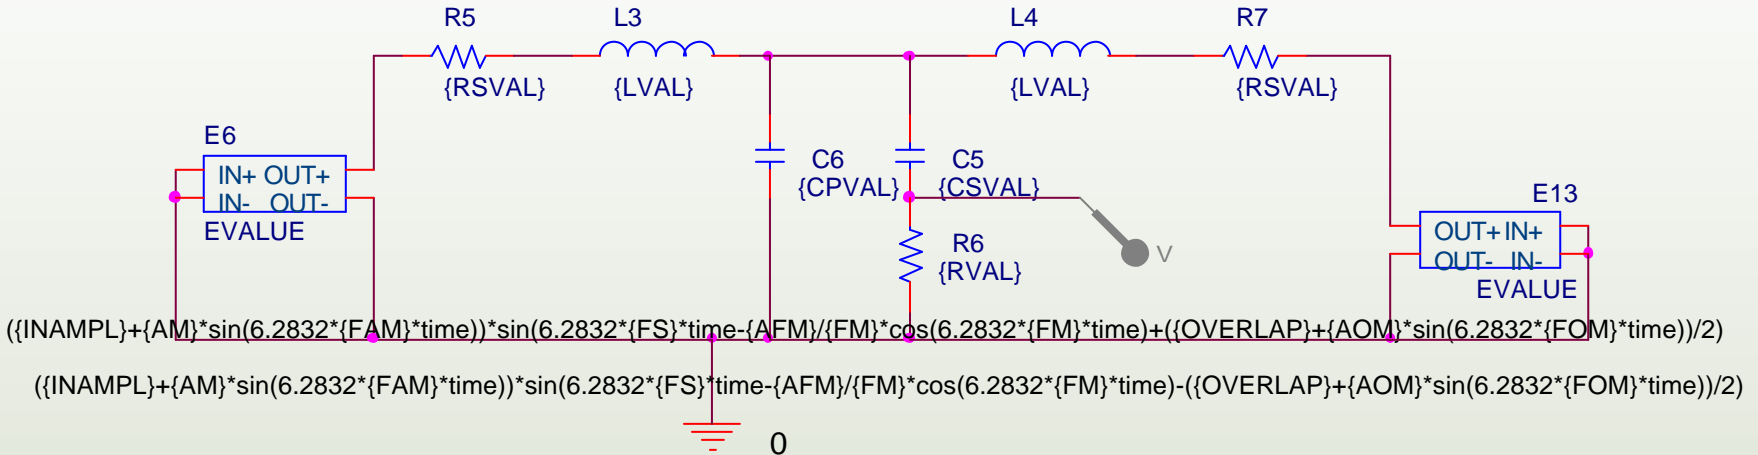 R5
L3
L4
R7
{RSVAL}
{LVAL}
{LVAL}
{RSVAL}
E6
IN+ OUT+
IN- OUT-
EVALUE
C6
{CPVAL}
C5
{CSVAL}
E13
OUT+ IN+
OUT- IN-
EVALUE
R6
{RVAL}
V
({INAMPL}+{AM}*sin(6.2832*{FAM}*time))*sin(6.2832*{FS}*time-{AFM}/{FM}*cos(6.2832*{FM}*time)+({OVERLAP}+{AOM}*sin(6.2832*{FOM}*time))/2)
({INAMPL}+{AM}*sin(6.2832*{FAM}*time))*sin(6.2832*{FS}*time-{AFM}/{FM}*cos(6.2832*{FM}*time)-({OVERLAP}+{AOM}*sin(6.2832*{FOM}*time))/2)
0